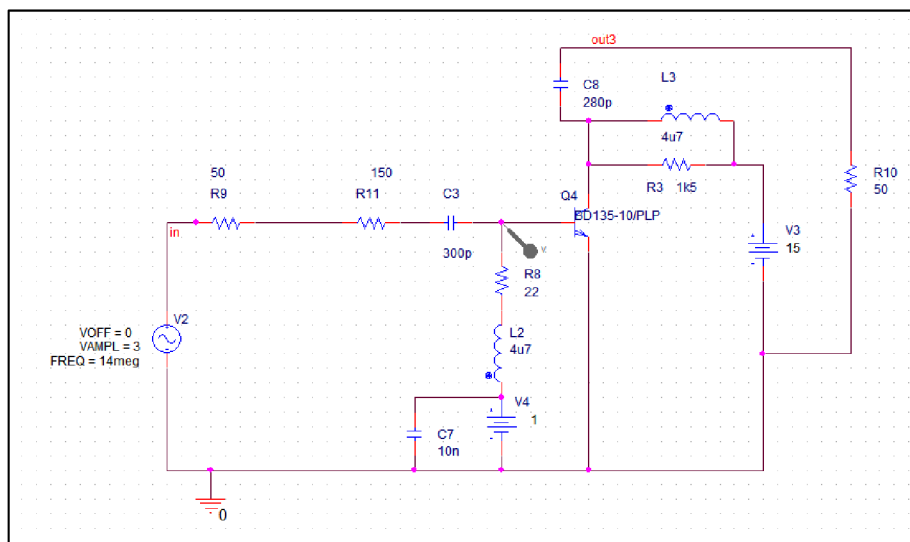 out3
C8
280p
L3
4u7
R3 1k5
R10
50
50
R9
150
R11
C3
300p
Q4
BD135-10/PLP
V3
15
in
V
R8
22
L2
4u7
V2
VOFF = 0
VAMPL = 3
FREQ = 14meg
V4
1
C7
10n
0